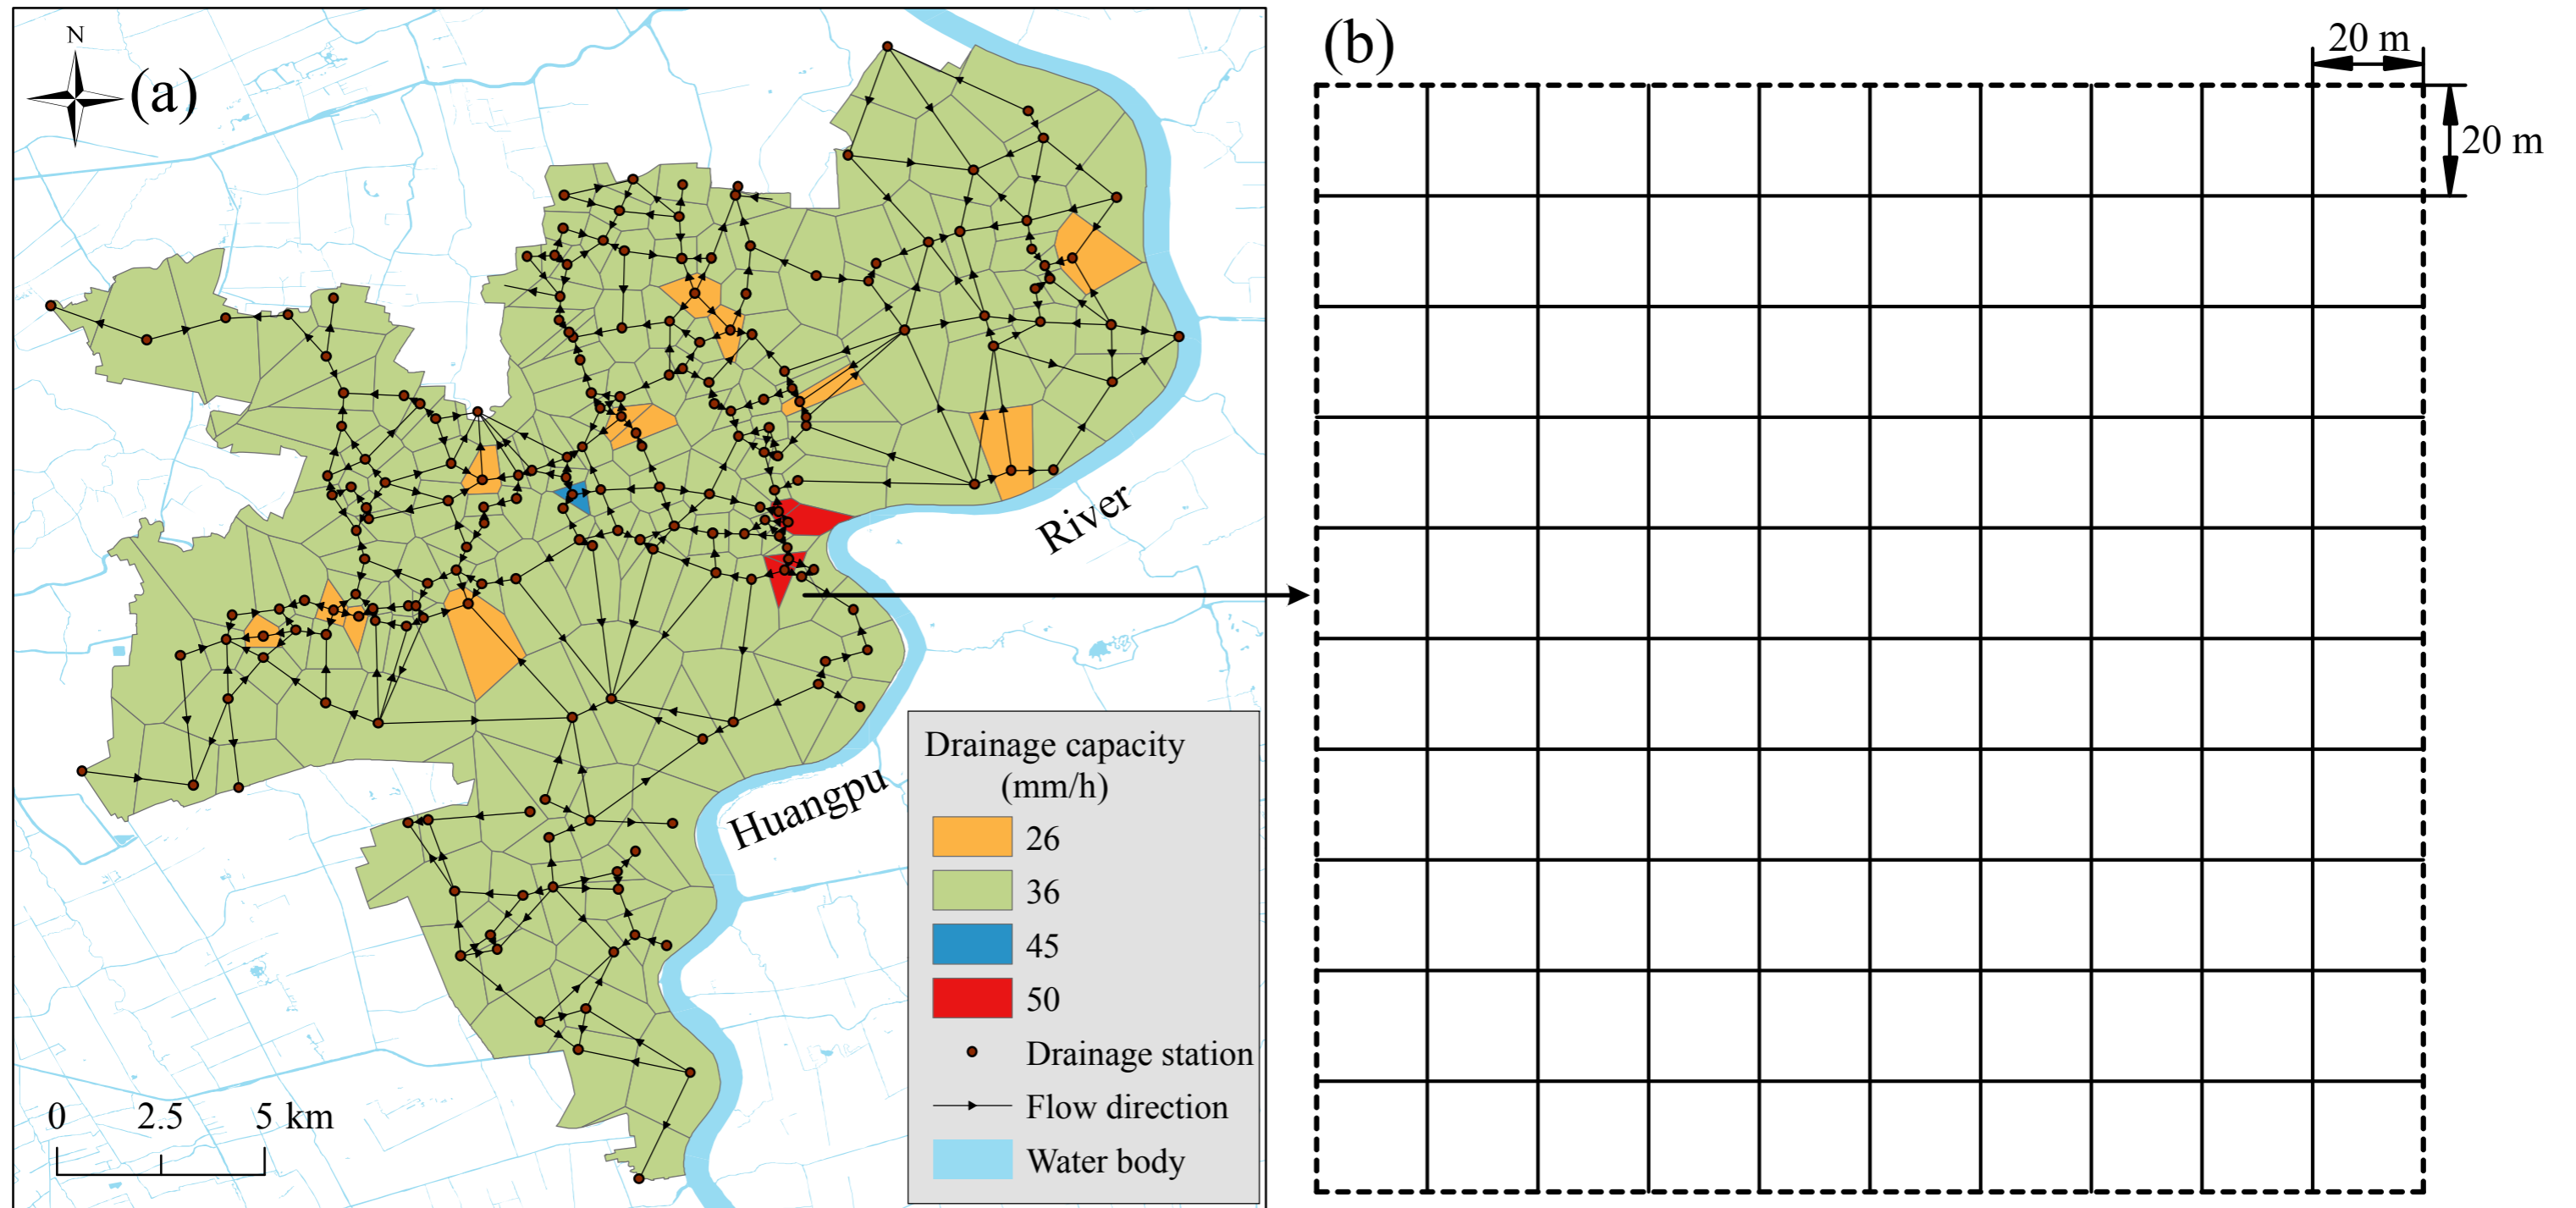 N
(a)
(b)
20 m
20 m
River
Huangpu
Drainage capacity
(mm/h)
26
36
45
50
Drainage station
Flow direction
Water body
0 2.5 5 km